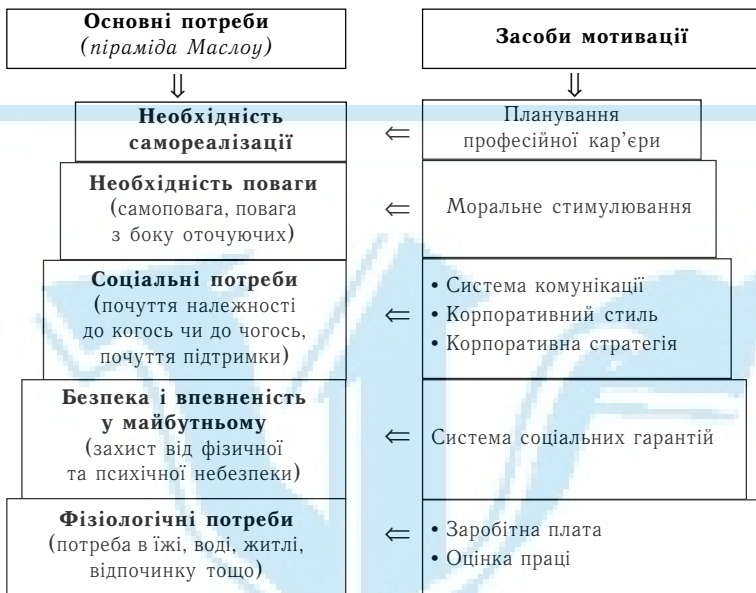 Основні потреби
(піраміда Маслоу)
Засоби мотивації
⇓
⇓
Необхідність
самореалізації
⇐
Планування
професійної кар’єри
Необхідність поваги
(самоповага, повага
з боку оточуючих)
⇐
Моральне стимулювання
Соціальні потреби
(почуття належності
до когось чи до чогось,
почуття підтримки)
⇐
• Система комунікації
• Корпоративний стиль
• Корпоративна стратегія
Безпека і впевненість
у майбутньому
(захист від фізичної
та психічної небезпеки)
⇐
Система соціальних гарантій
Фізіологічні потреби
(потреба в їжі, воді, житлі,
відпочинку тощо)
⇐
• Заробітна плата
• Оцінка праці